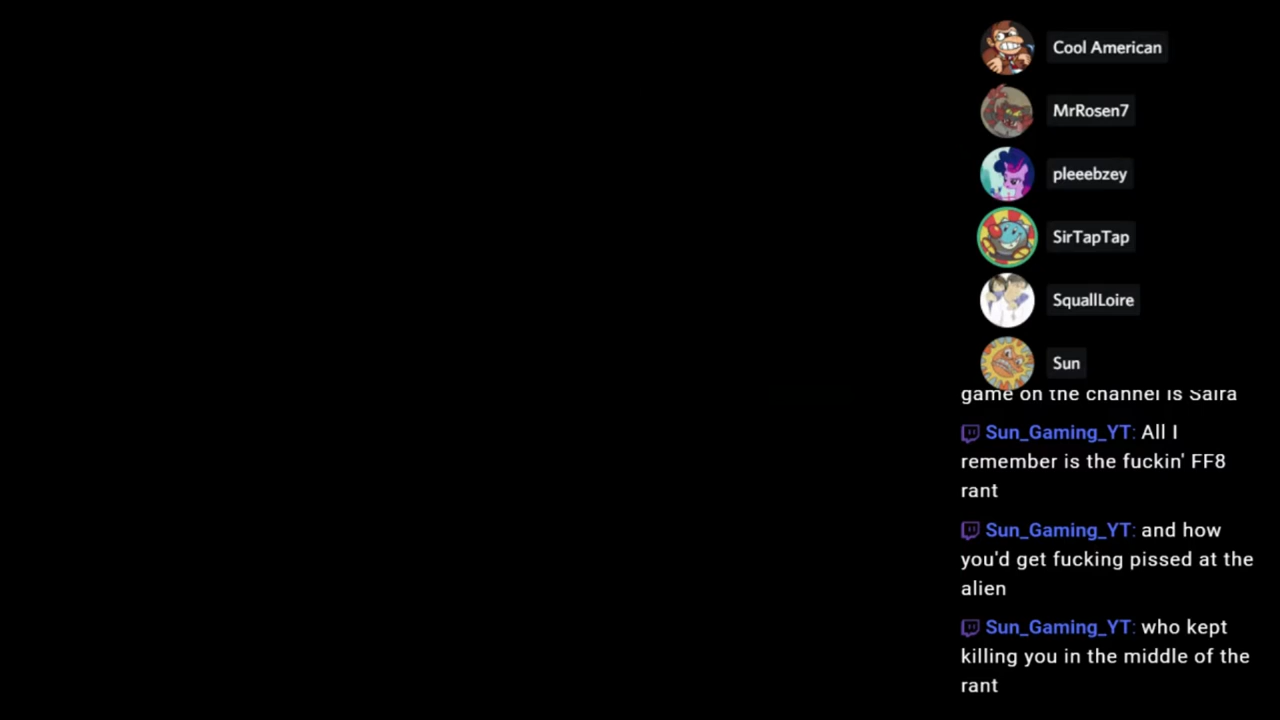 Cool American
MrRosen7
pleeebzey
SirTapTap
SquallLoire
Sun
game on the channel is Saira
Sun_Gaming_YT: All I
remember is the fuckin' FF8
rant
Sun_Gaming_YT: and how
you'd get fucking pissed at the
alien
Sun_Gaming_YT: who kept
killing you in the middle of the
rant